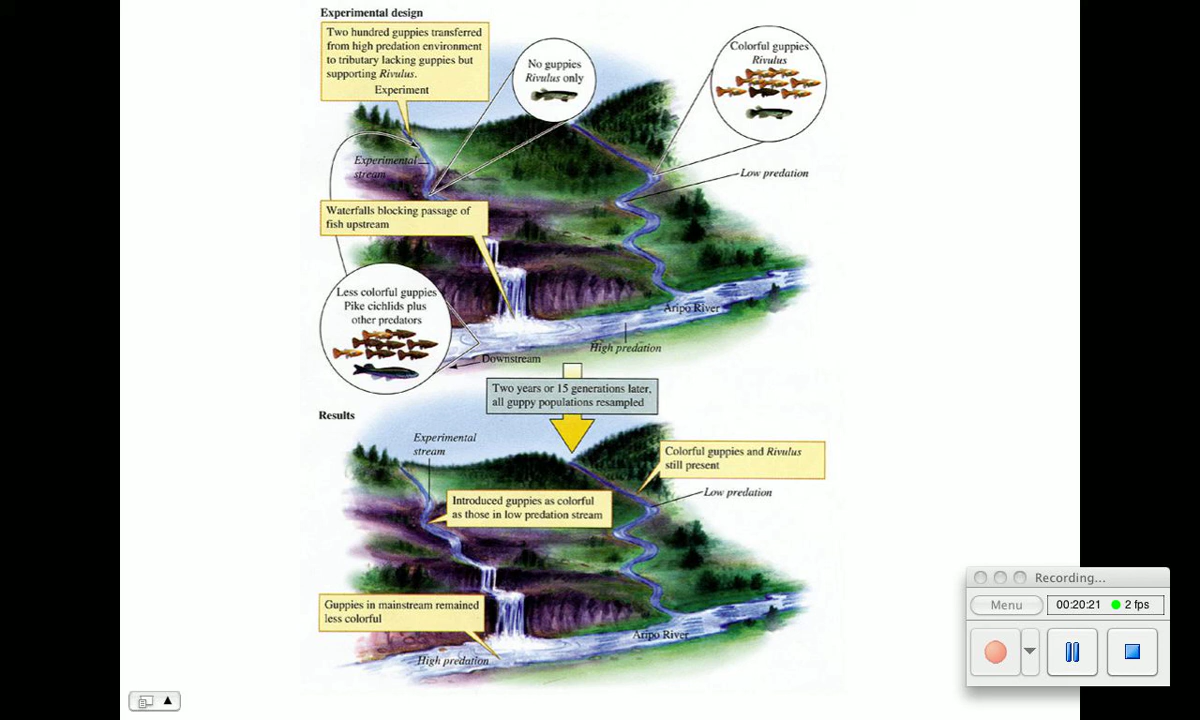 Experimental design
Two hundred guppies transferred
from high predation environment
to tributary lacking guppies but
supporting Rivulus.
Experiment
No guppies
Rivulus only
Colorful guppies
Rivulus
Experimental
stream
Low predation
Waterfalls blocking passage of
fish upstream
Less colorful guppies
Pike cichlids plus
other predators
Aripo River
High predation
Downstream
Two years or 15 generations later,
all guppy populations resampled
Results
Experimental
stream
Colorful guppies and Rivulus
still present
Low predation
Introduced guppies as colorful
as those in low predation stream
Guppies in mainstream remained
less colorful
Aripo River
High predation
Recording...
Menu
00:20:21 2 fps